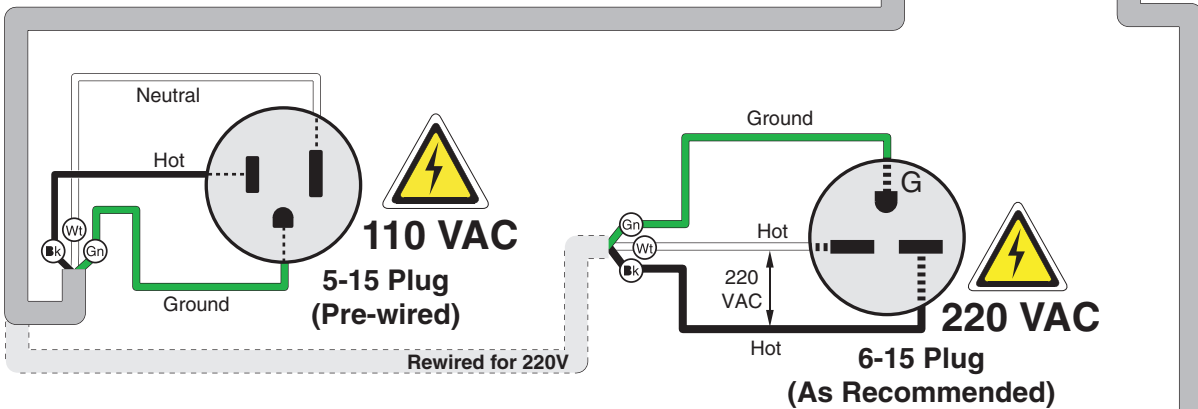 Neutral
Hot
Wt
Bk
Gn
Ground
110 VAC
5-15 Plug
(Pre-wired)
Rewired for 220V
Ground
G
Gn
Wt
Bk
Hot
220
VAC
Hot
220 VAC
6-15 Plug
(As Recommended)